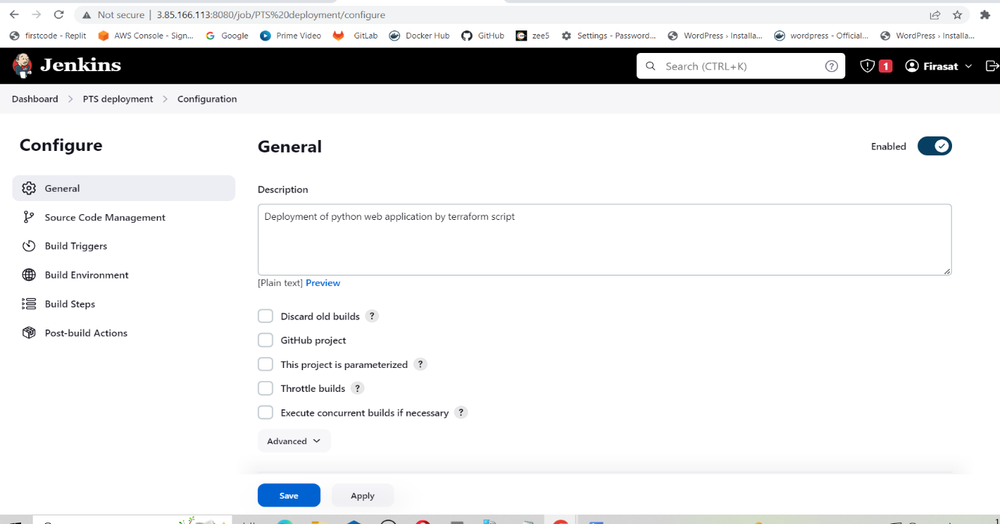 Not secure | 3.85.166.113:8080/job/PTS%20deployment/configure
firstcode - Replit AWS Console - Sign... Google Prime Video GitLab Docker Hub GitHub zee5 Settings - Password... WordPress › Installa... wordpress - Official... WordPress › Installa...
Jenkins Search (CTRL+K) ? 1 Firasat
Dashboard PTS deployment Configuration
Configure
General
Source Code Management
Build Triggers
Build Environment
Build Steps
Post-build Actions
General Enabled
Description
Deployment of python web application by terraform script
[Plain text] Preview
Discard old builds ?
GitHub project
This project is parameterized ?
Throttle builds ?
Execute concurrent builds if necessary ?
Advanced
Save Apply